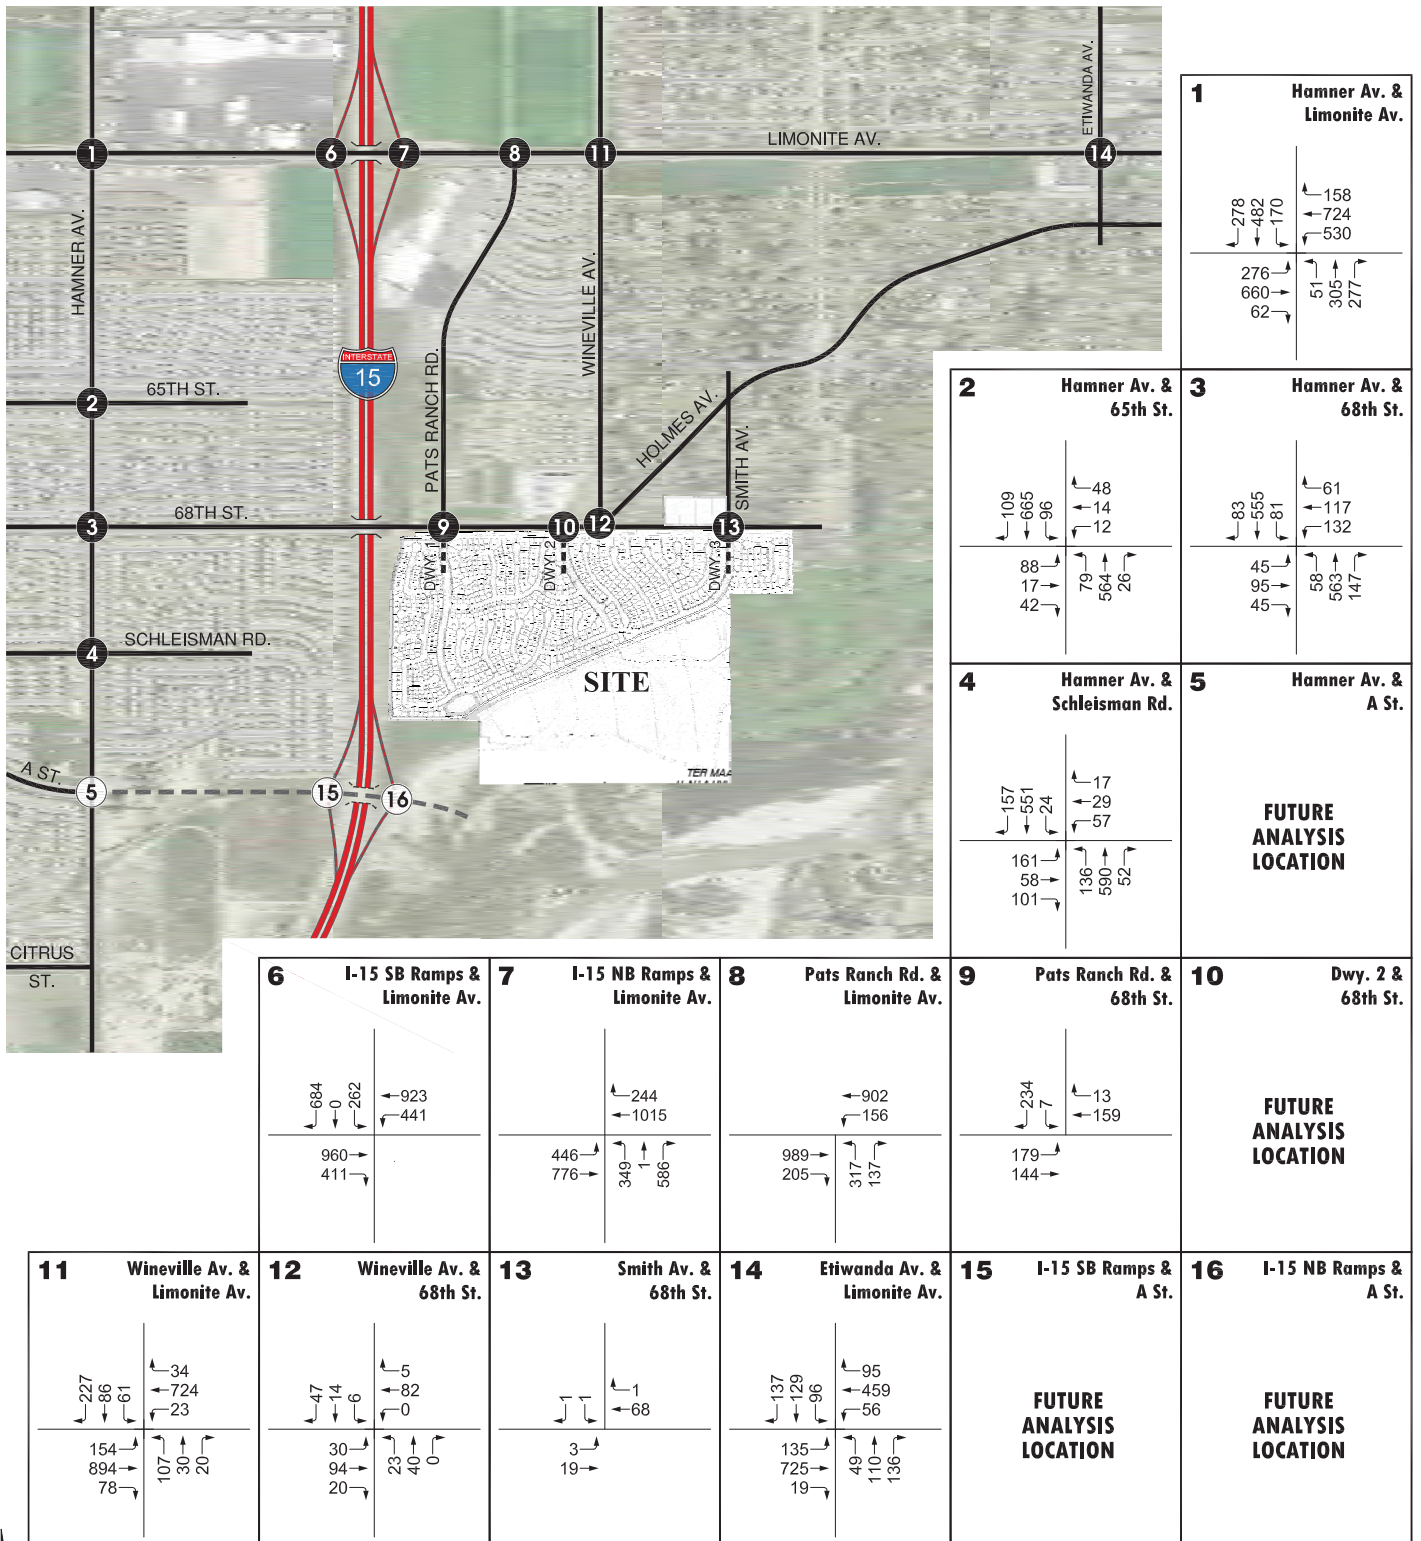 ETIWANDA AV.
LIMONITE AV.
1
6
7
8
11
14
HAMNER AV.
WINEVILLE AV.
INTERSTATE
15
65TH ST.
2
PATS RANCH RD.
HOLMES AV.
SMITH AV.
68TH ST.
3
9
10
12
13
DWY. 1
DWY. 2
DWY. 3
SCHLEISMAN RD.
4
SITE
TER MAA
A ST.
5
15
16
CITRUS
ST.
1 Hamner Av. &
Limonite Av.
278 482 170
158
724
530
276
660
62
51 305 277
2 Hamner Av. &
65th St.
109 665 96
48
14
12
88
17
42
79 564 26
3 Hamner Av. &
68th St.
83 555 81
61
117
132
45
95
45
58 563 147
4 Hamner Av. &
Schleisman Rd.
157 551 24
17
29
57
161
58
101
136 590 52
5 Hamner Av. &
A St.
FUTURE
ANALYSIS
LOCATION
6 I-15 SB Ramps &
Limonite Av.
684 0 262
923
441
960
411
7 I-15 NB Ramps &
Limonite Av.
244
1015
446
776
349 1 586
8 Pats Ranch Rd. &
Limonite Av.
902
156
989
205
317 137
9 Pats Ranch Rd. &
68th St.
234 7
13
159
179
144
10 Dwy. 2 &
68th St.
FUTURE
ANALYSIS
LOCATION
11 Wineville Av. &
Limonite Av.
227 86 61
34
724
23
154
894
78
107 30 20
12 Wineville Av. &
68th St.
47 14 6
5
82
0
30
94
20
23 40 0
13 Smith Av. &
68th St.
1 1
1
68
3
19
14 Etiwanda Av. &
Limonite Av.
137 129 96
95
459
56
135
725
19
49 110 136
15 I-15 SB Ramps &
A St.
FUTURE
ANALYSIS
LOCATION
16 I-15 NB Ramps &
A St.
FUTURE
ANALYSIS
LOCATION